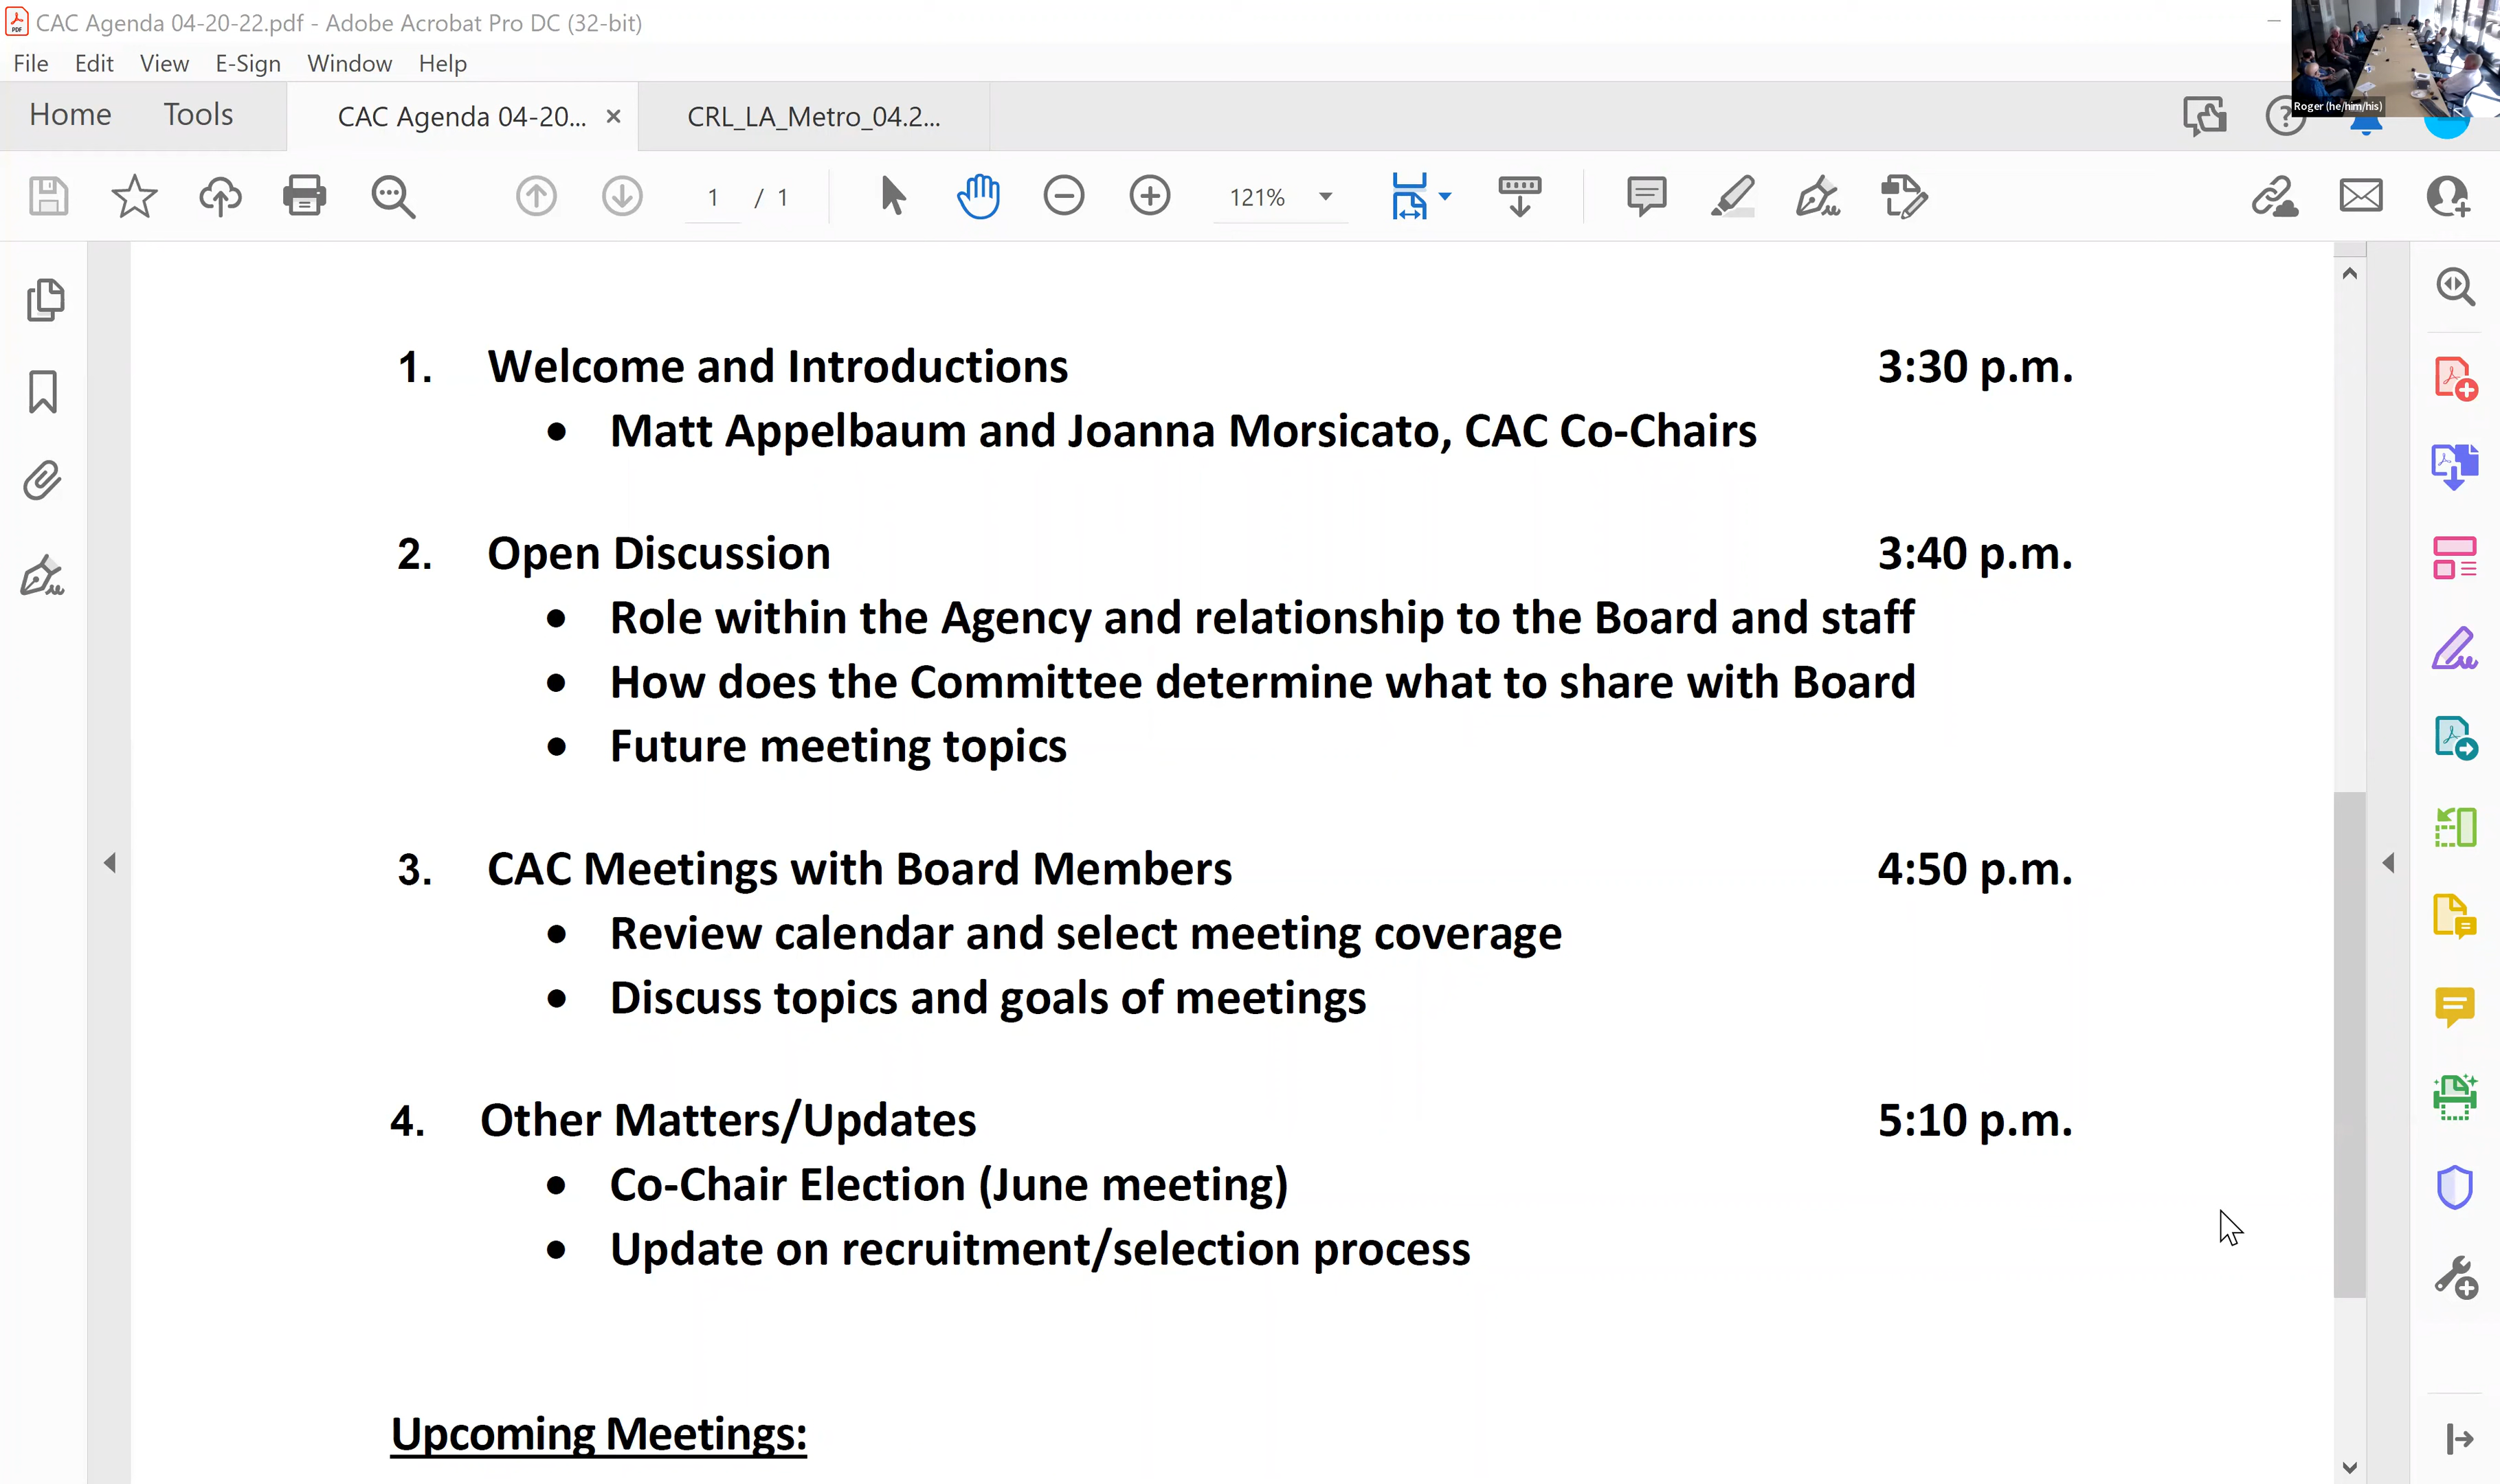 CAC Agenda 04-20-22.pdf - Adobe Acrobat Pro DC (32-bit)
File Edit View E-Sign Window Help
Roger (he/him/his)
Home Tools CAC Agenda 04-20... × CRL_LA_Metro_04.2...
1 / 1 121%
1. Welcome and Introductions 3:30 p.m.
• Matt Appelbaum and Joanna Morsicato, CAC Co-Chairs
2. Open Discussion 3:40 p.m.
• Role within the Agency and relationship to the Board and staff
• How does the Committee determine what to share with Board
• Future meeting topics
3. CAC Meetings with Board Members 4:50 p.m.
• Review calendar and select meeting coverage
• Discuss topics and goals of meetings
4. Other Matters/Updates 5:10 p.m.
• Co-Chair Election (June meeting)
• Update on recruitment/selection process
Upcoming Meetings: